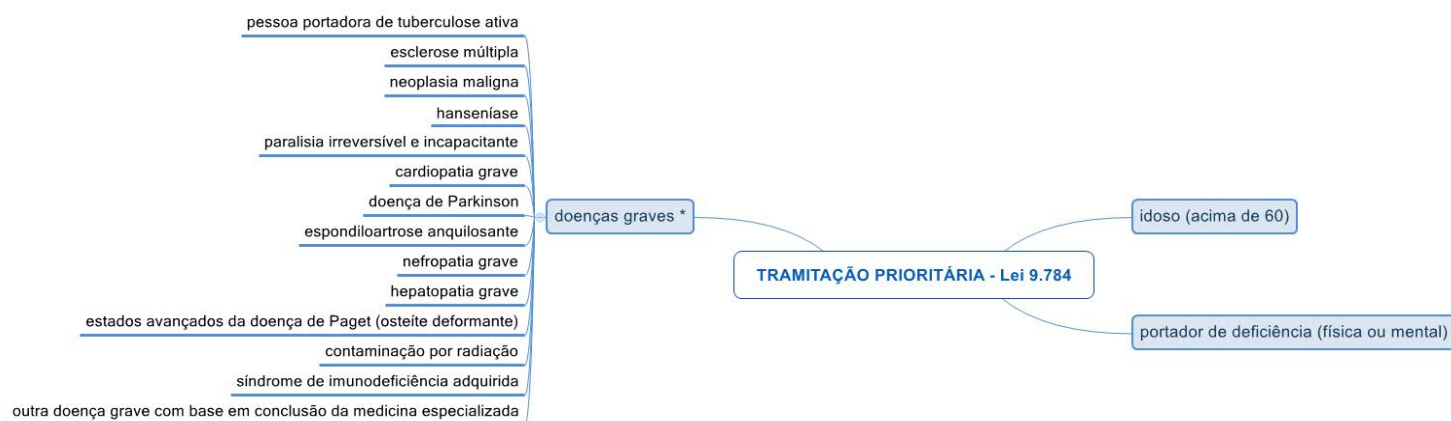 pessoa portadora de tuberculose ativa
esclerose múltipla
neoplasia maligna
hanseníase
paralisia irreversível e incapacitante
cardiopatia grave
doença de Parkinson
espondiloartrose anquilosante
nefropatia grave
hepatopatia grave
estados avançados da doença de Paget (osteíte deformante)
contaminação por radiação
síndrome de imunodeficiência adquirida
outra doença grave com base em conclusão da medicina especializada
doenças graves *
TRAMITAÇÃO PRIORITÁRIA - Lei 9.784
idoso (acima de 60)
portador de deficiência (física ou mental)